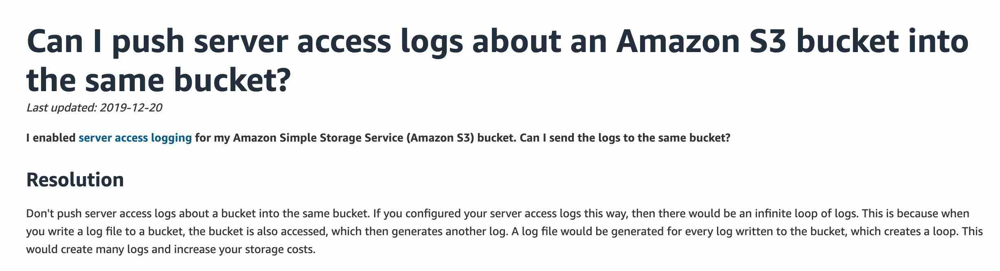 Can I push server access logs about an Amazon S3 bucket into
the same bucket?
Last updated: 2019-12-20
I enabled server access logging for my Amazon Simple Storage Service (Amazon S3) bucket. Can I send the logs to the same bucket?
Resolution
Don't push server access logs about a bucket into the same bucket. If you configured your server access logs this way, then there would be an infinite loop of logs. This is because when
you write a log file to a bucket, the bucket is also accessed, which then generates another log. A log file would be generated for every log written to the bucket, which creates a loop. This
would create many logs and increase your storage costs.